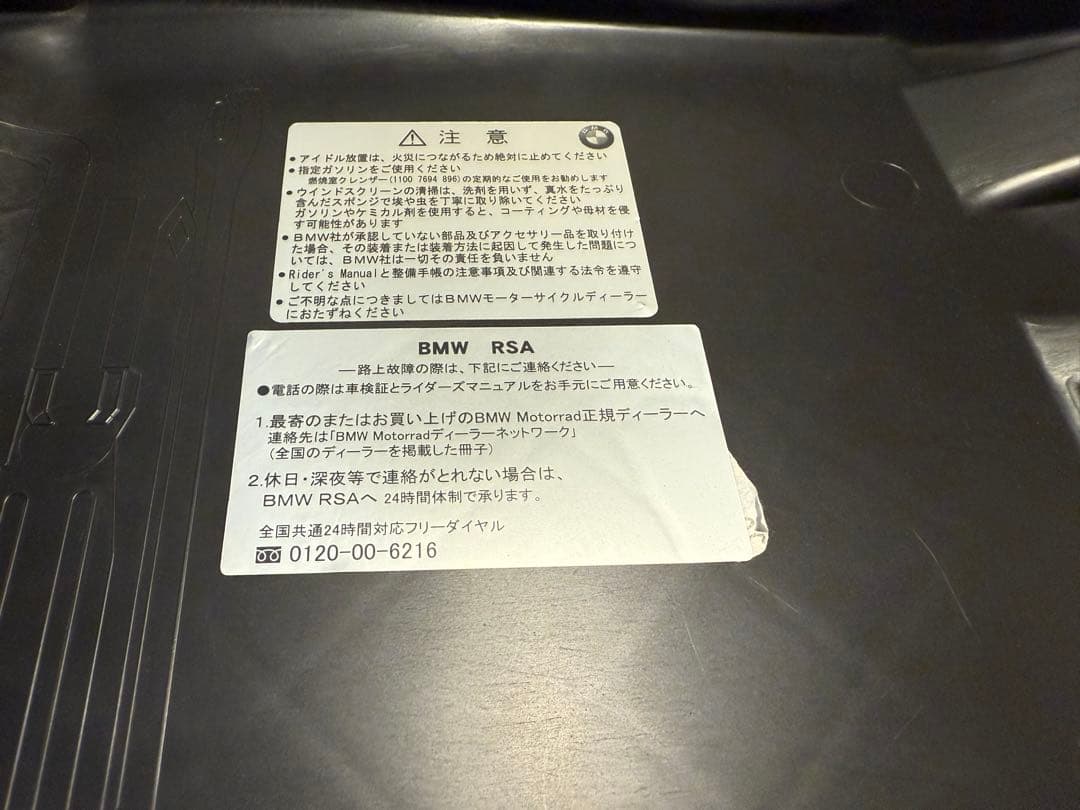 ⚠ 注 意
●アイドル放置は、火災につながるため絶対に止めてください
●指定ガソリンをご使用ください
燃焼室クレンザー(1100 7694 896)の定期的なご使用をお勧めします
●ウインドスクリーンの清掃は、洗剤を用いず、真水をたっぷり
含んだスポンジで埃や虫を丁寧に取り除いてください
ガソリンやケミカル剤を使用すると、コーティングや母材を侵
す可能性があります
●BMW社が承認していない部品及びアクセサリー品を取り付け
た場合、その装着または装着方法に起因して発生した問題につ
いては、BMW社は一切その責任を負いません
●Rider's Manualと整備手帳の注意事項及び関連する法令を遵守
してください
●ご不明な点につきましてはBMWモーターサイクルディーラー
におたずねください
BMW RSA
―路上故障の際は、下記にご連絡ください―
●電話の際は車検証とライダーズマニュアルをお手元にご用意ください。
1.最寄のまたはお買い上げのBMW Motorrad正規ディーラーへ
連絡先は「BMW Motorradディーラーネットワーク」
(全国のディーラーを掲載した冊子)
2.休日・深夜等で連絡がとれない場合は、
BMW RSAへ 24時間体制で承ります。
全国共通24時間対応フリーダイヤル
0120-00-6216